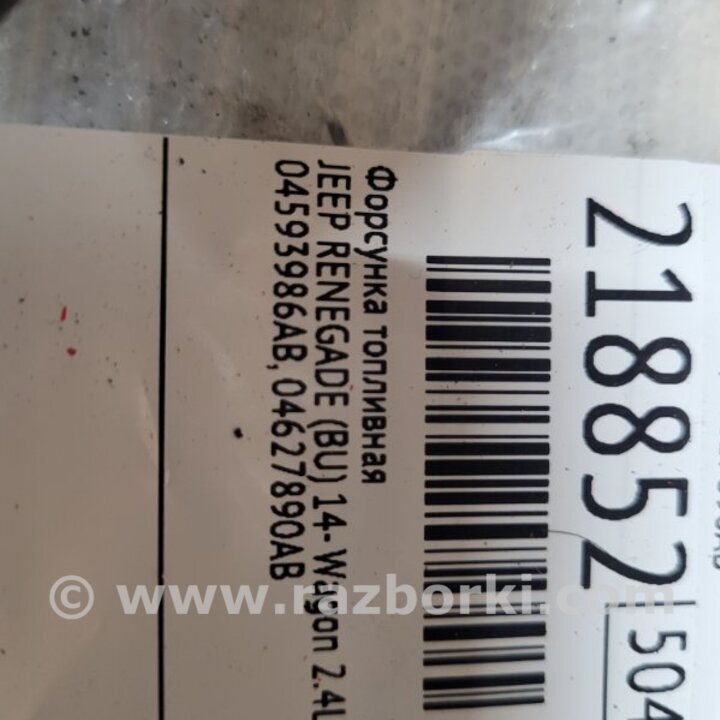 218852
504
Форсунка топливная
JEEP RENEGADE (BU) 14- Wagon 2.4L
04593986AB, 04627890AB
© www.razborki.com